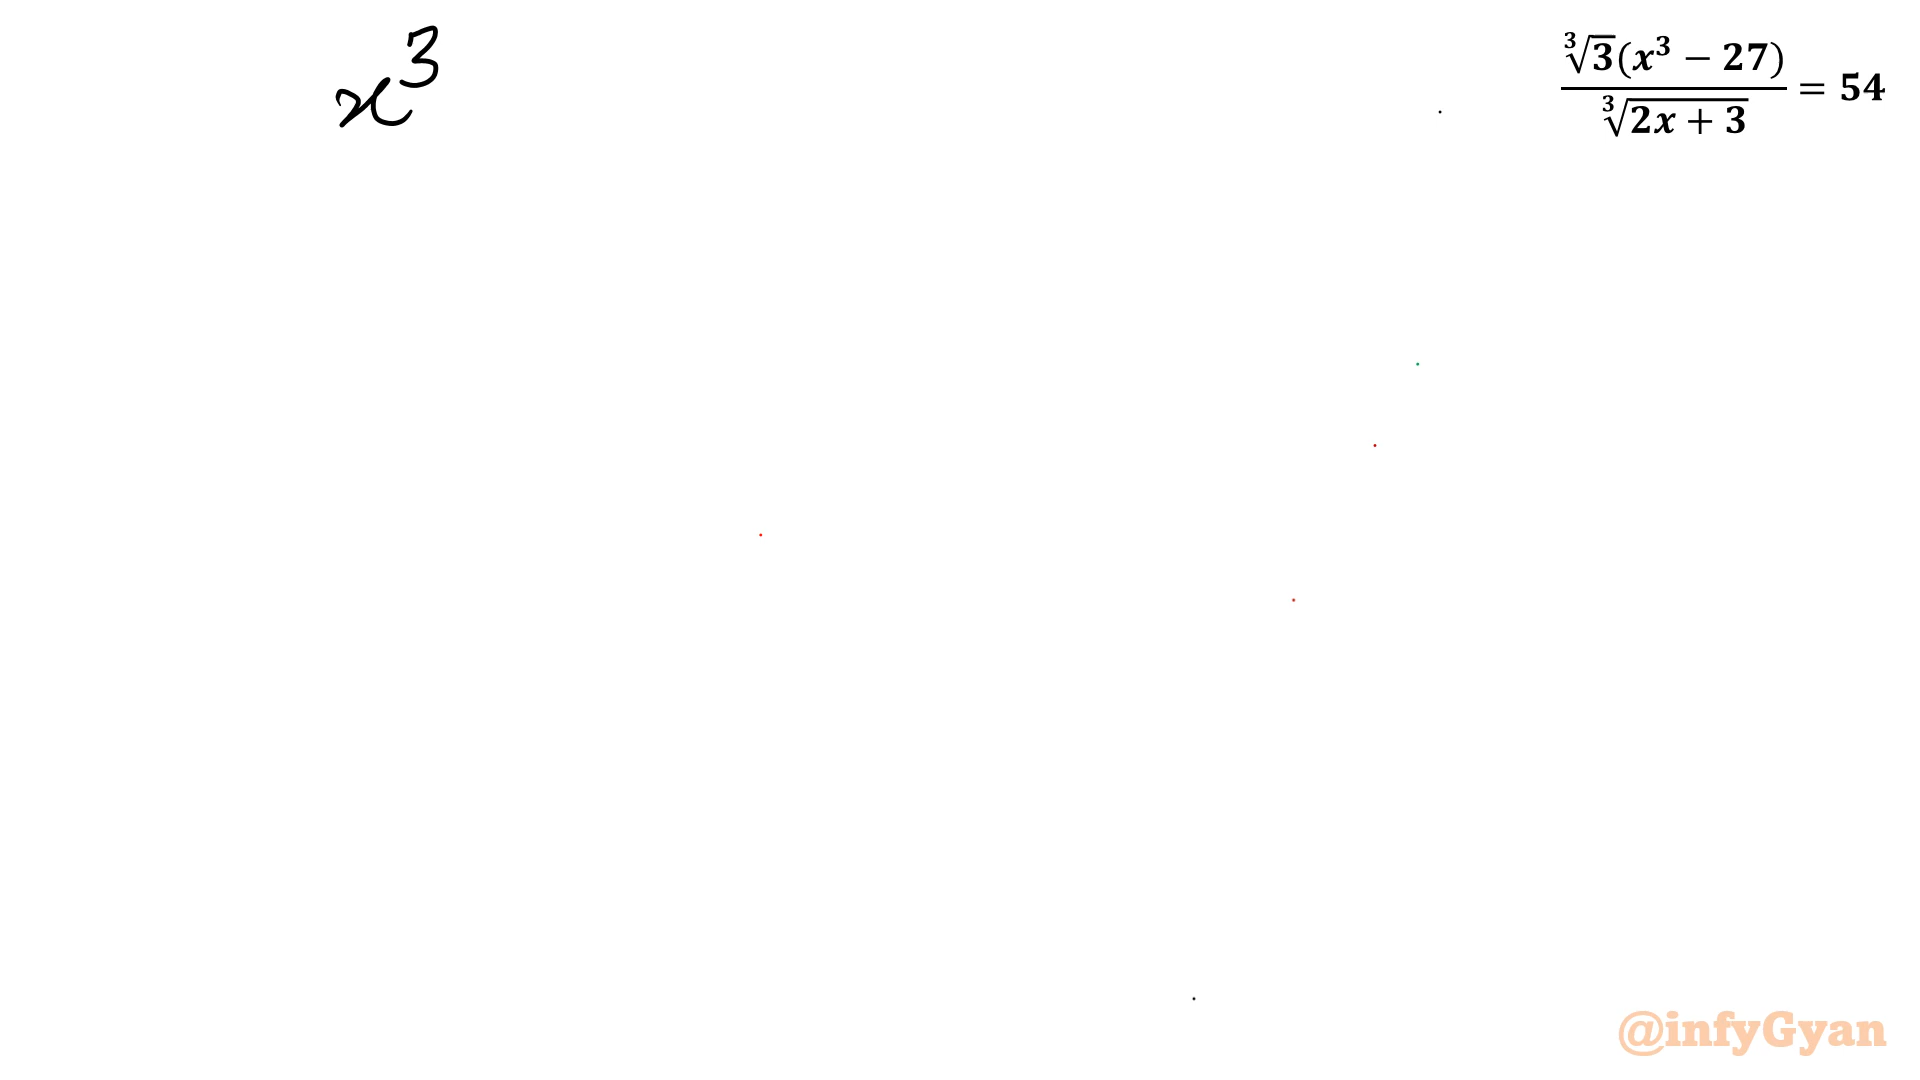 x³
∛3(x³ − 27) / ∛(2x + 3) = 54
@infyGyan